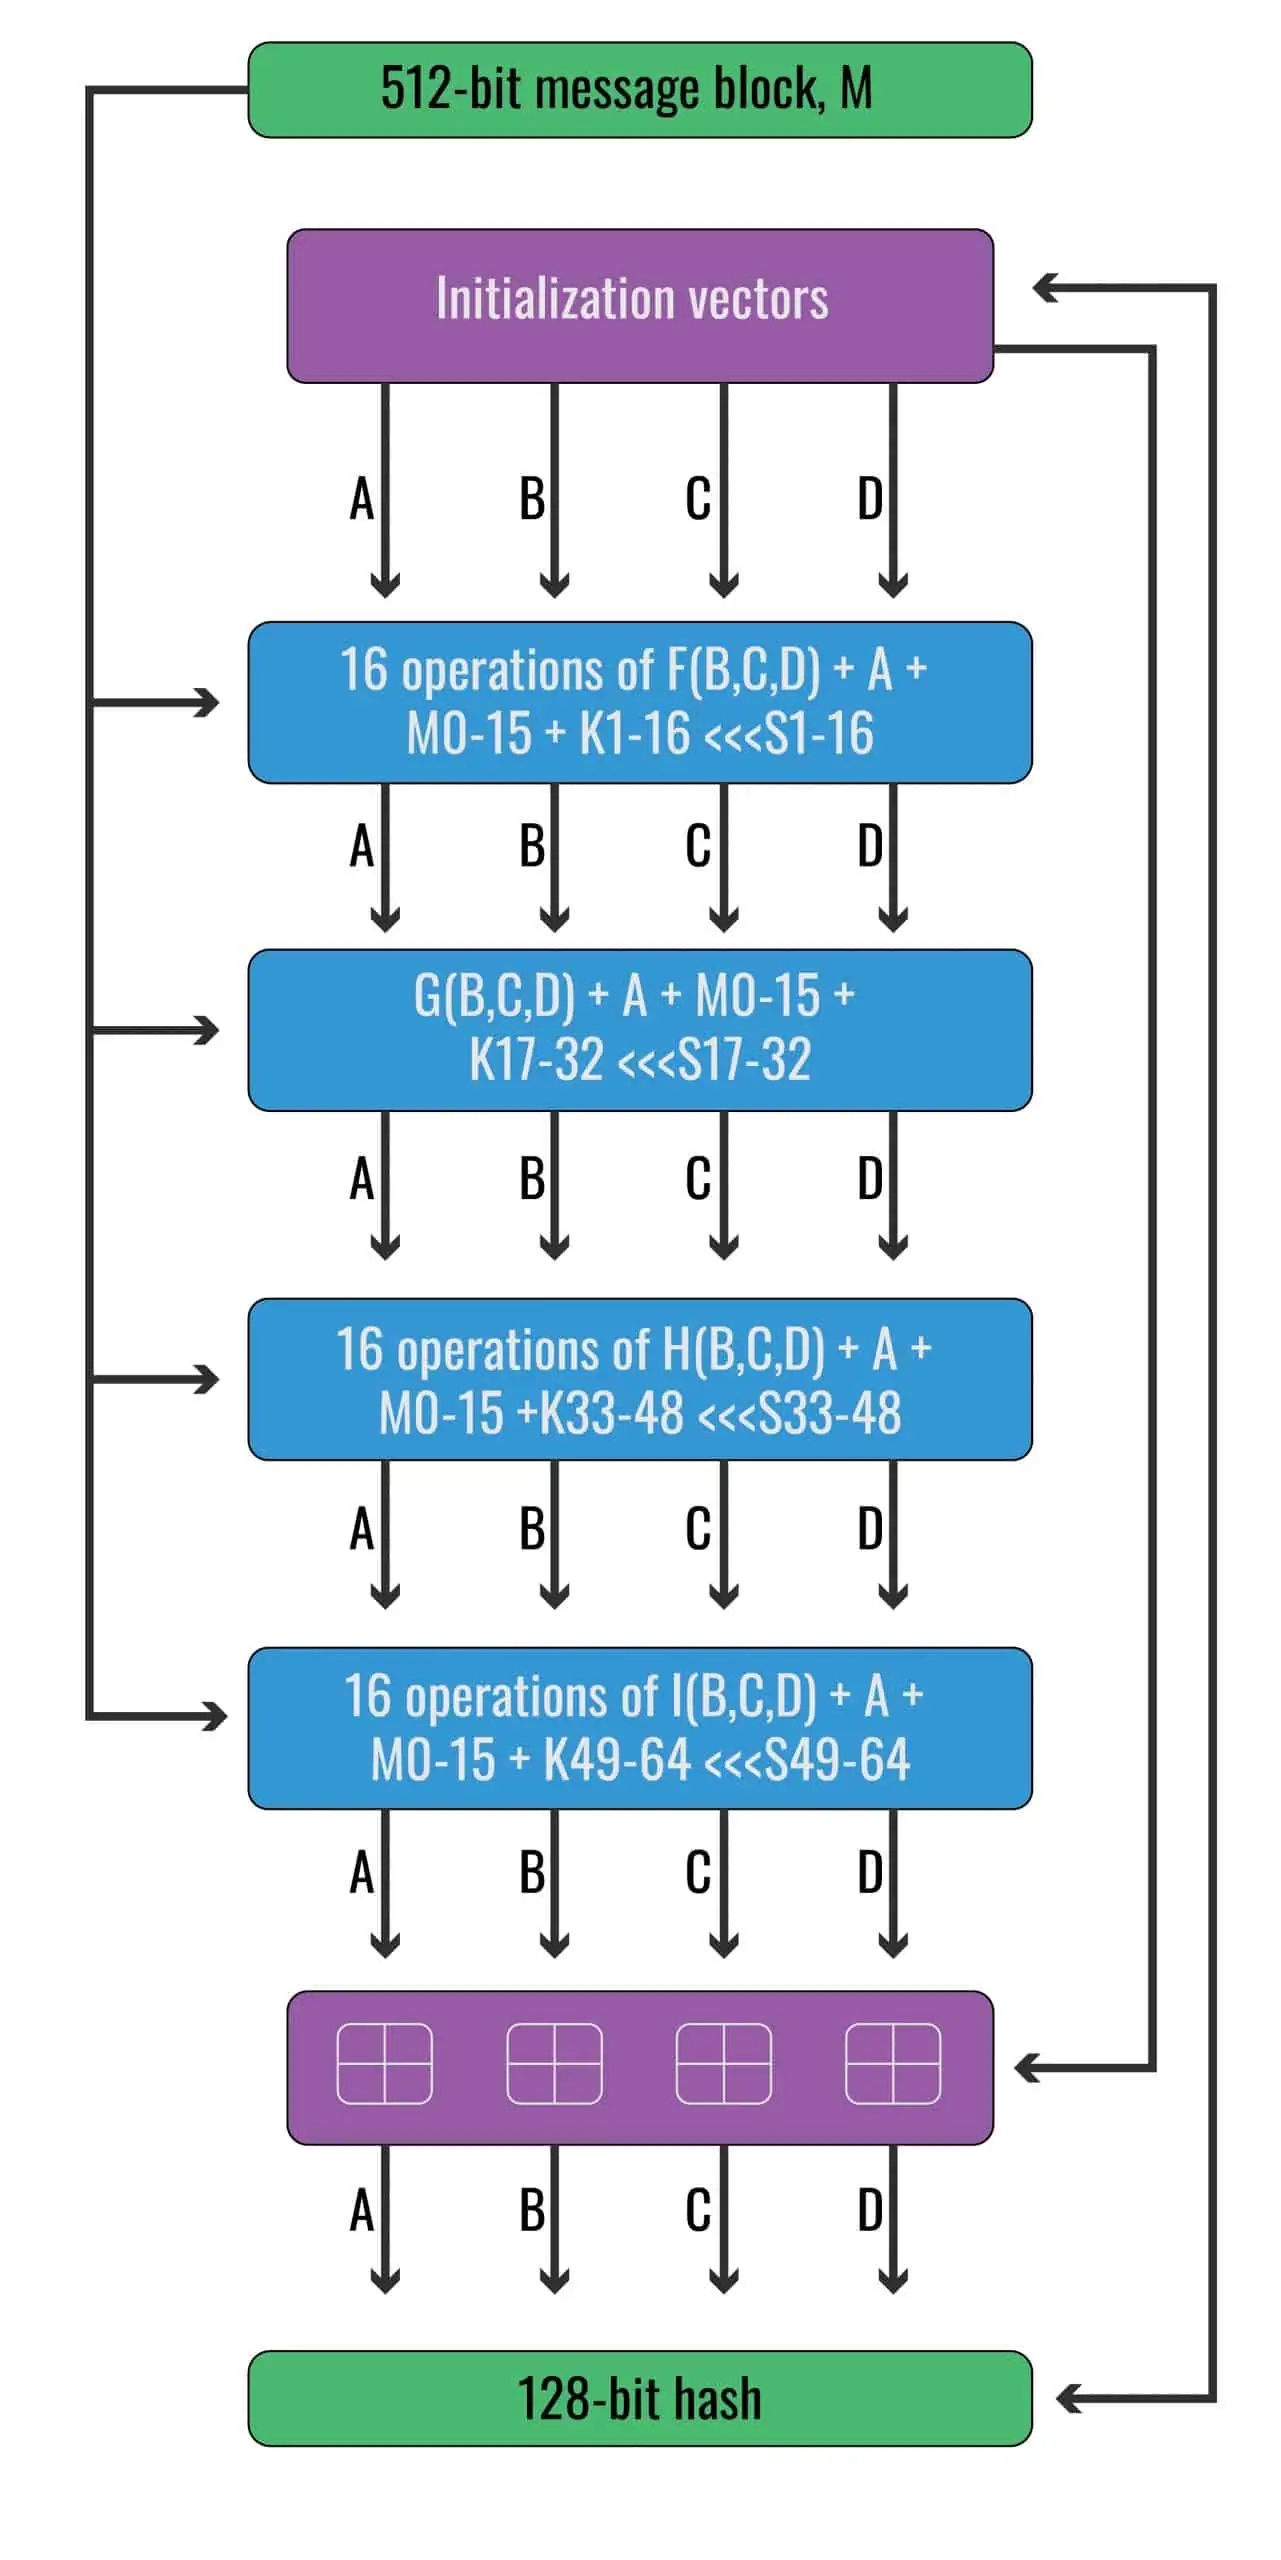 512-bit message block, M
Initialization vectors
A B C D
16 operations of F(B,C,D) + A +
M0-15 + K1-16 <<<S1-16
A B C D
G(B,C,D) + A + M0-15 +
K17-32 <<<S17-32
A B C D
16 operations of H(B,C,D) + A +
M0-15 +K33-48 <<<S33-48
A B C D
16 operations of I(B,C,D) + A +
M0-15 + K49-64 <<<S49-64
A B C D
A B C D
128-bit hash